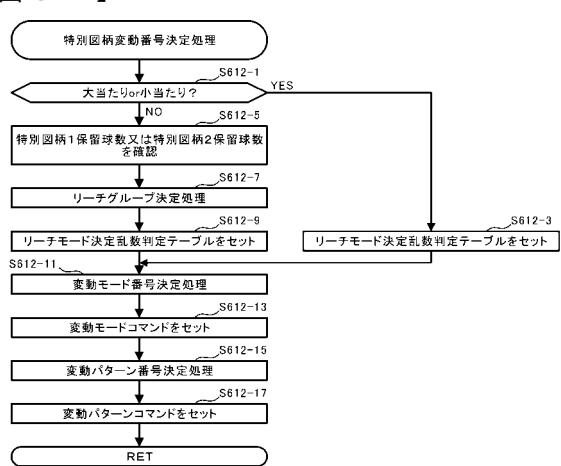 特別図柄変動番号決定処理
S612-1
大当たりor小当たり?
YES
NO
S612-5
特別図柄1保留球数又は特別図柄2保留球数
を確認
S612-7
リーチグループ決定処理
S612-9
リーチモード決定乱数判定テーブルをセット
S612-3
リーチモード決定乱数判定テーブルをセット
S612-11
変動モード番号決定処理
S612-13
変動モードコマンドをセット
S612-15
変動パターン番号決定処理
S612-17
変動パターンコマンドをセット
RET